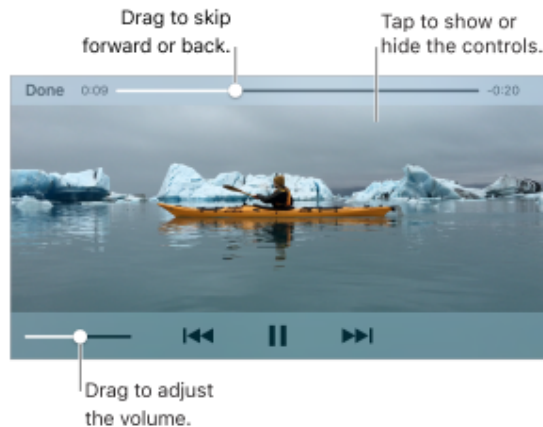 Drag to skip
forward or back.
Tap to show or
hide the controls.
Done 0:09 -0:20
Drag to adjust
the volume.